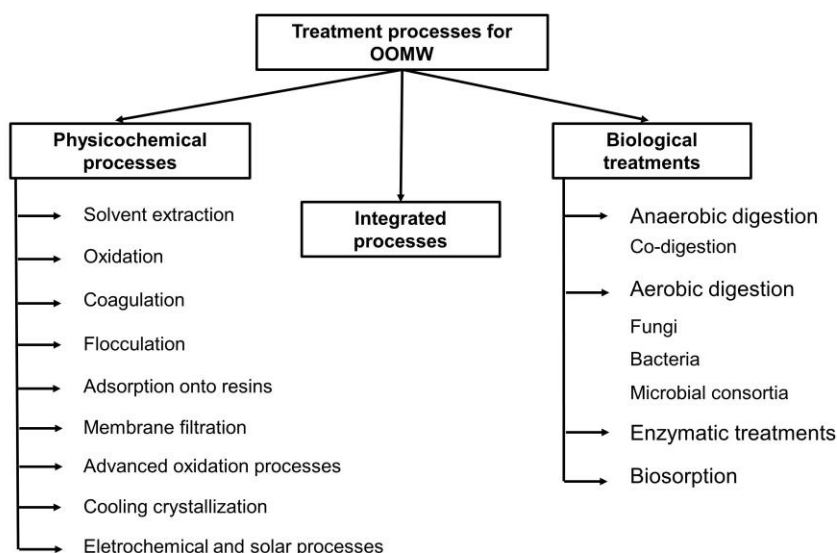 Treatment processes for
OOMW
Physicochemical
processes
Solvent extraction
Oxidation
Coagulation
Flocculation
Adsorption onto resins
Membrane filtration
Advanced oxidation processes
Cooling crystallization
Eletrochemical and solar processes
Integrated
processes
Biological
treatments
Anaerobic digestion
Co-digestion
Aerobic digestion
Fungi
Bacteria
Microbial consortia
Enzymatic treatments
Biosorption